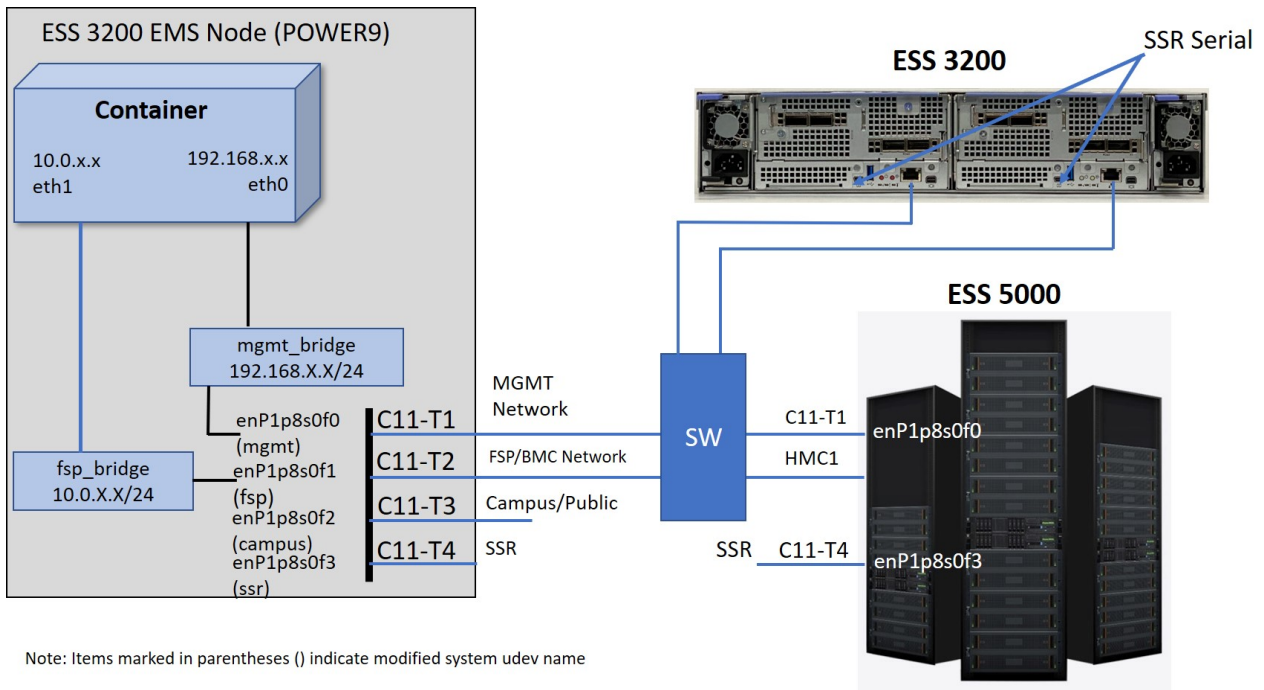 ESS 3200 EMS Node (POWER9)
Container
10.0.x.x
eth1
192.168.x.x
eth0
mgmt_bridge
192.168.X.X/24
fsp_bridge
10.0.X.X/24
enP1p8s0f0
(mgmt)
enP1p8s0f1
(fsp)
enP1p8s0f2
(campus)
enP1p8s0f3
(ssr)
C11-T1
C11-T2
C11-T3
C11-T4
MGMT
Network
FSP/BMC Network
Campus/Public
SSR
SW
SSR Serial
ESS 3200
ESS 5000
C11-T1
enP1p8s0f0
HMC1
SSR
C11-T4
enP1p8s0f3
Note: Items marked in parentheses () indicate modified system udev name